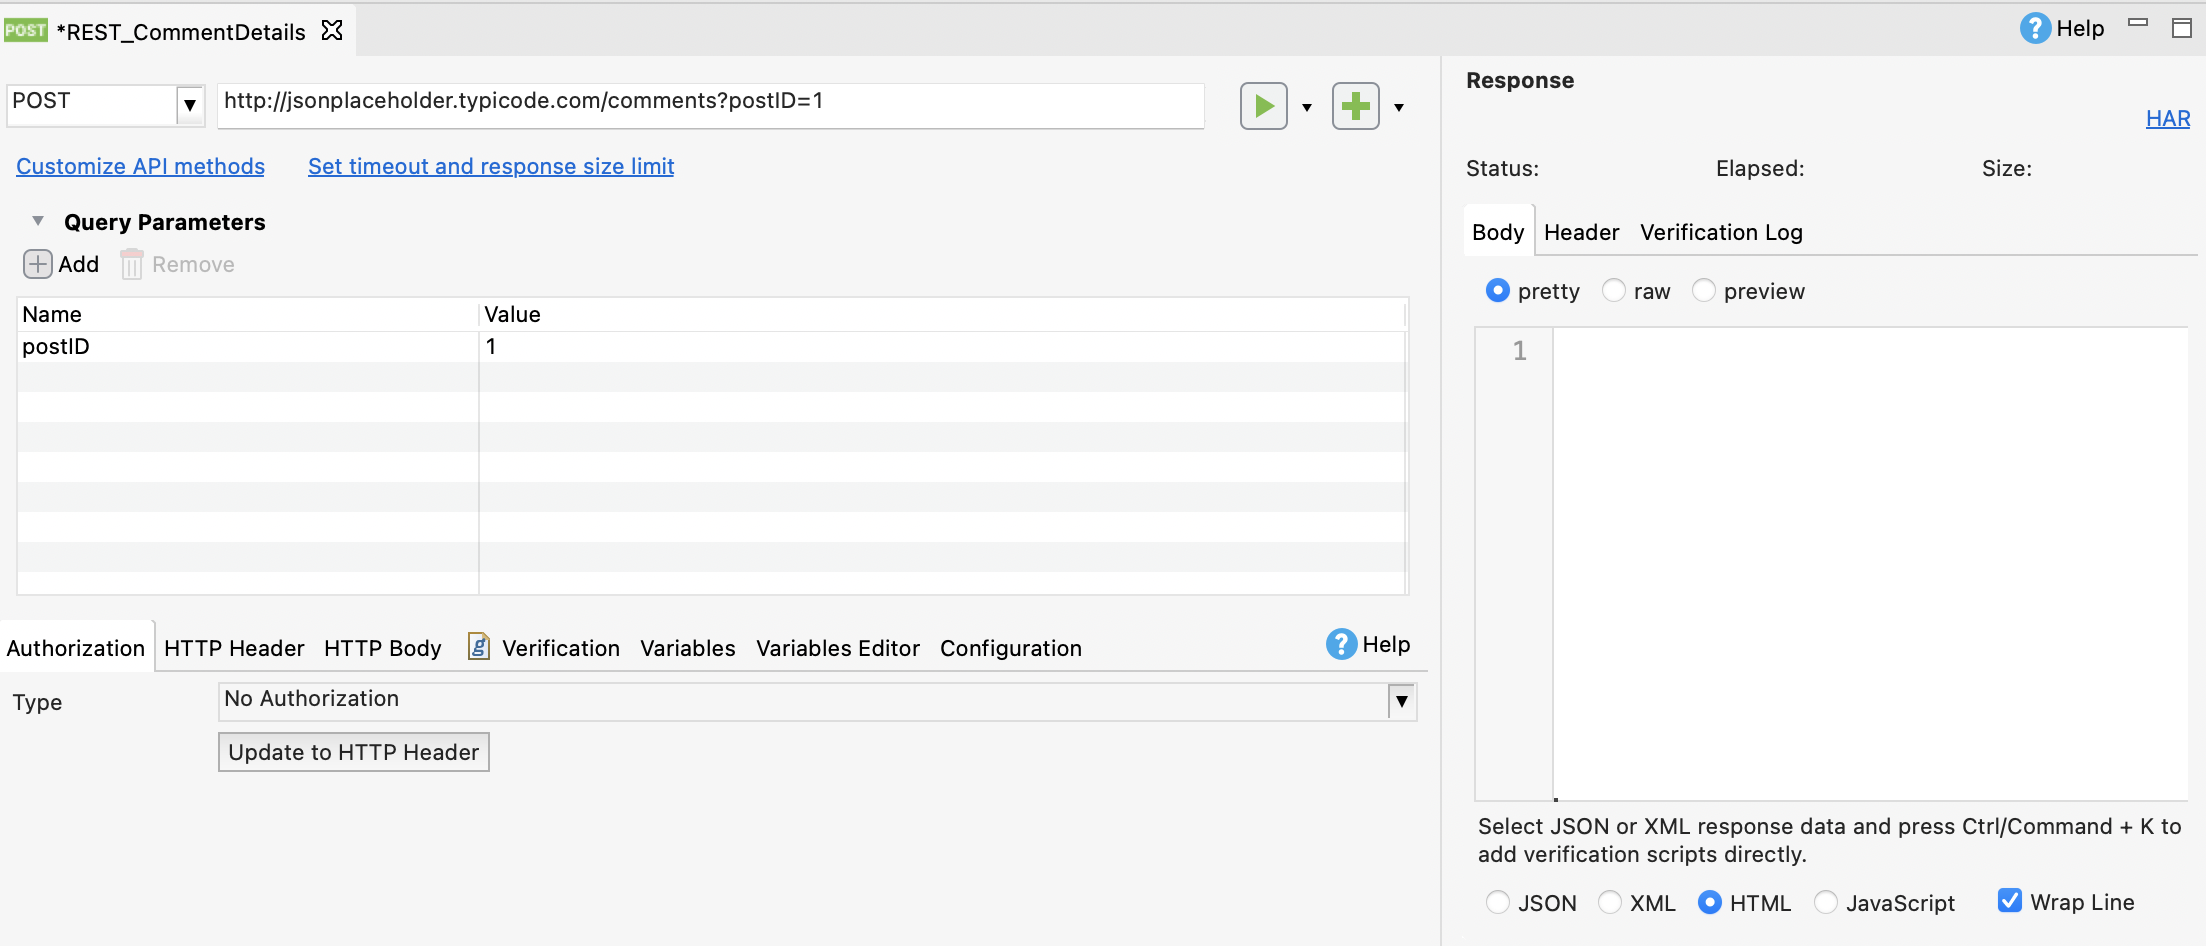 POST *REST_CommentDetails
Help
POST
http://jsonplaceholder.typicode.com/comments?postID=1
Customize API methods
Set timeout and response size limit
Query Parameters
Add
Remove
Name Value
postID 1
Authorization HTTP Header HTTP Body Verification Variables Variables Editor Configuration
Help
Type
No Authorization
Update to HTTP Header
Response
HAR
Status: Elapsed: Size:
Body Header Verification Log
pretty raw preview
1
Select JSON or XML response data and press Ctrl/Command + K to
add verification scripts directly.
JSON XML HTML JavaScript Wrap Line